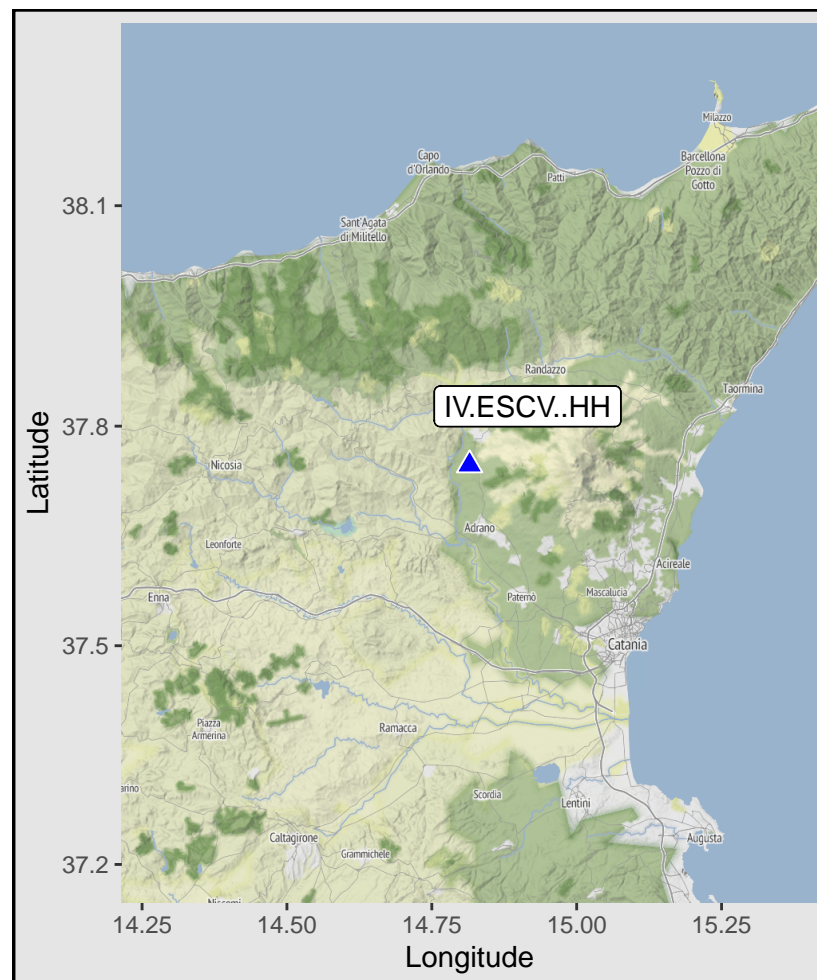 Milazzo
Capo
d'Orlando
Barcellona
Pozzo di
Gotto
Patti
38.1
Sant'Agata
di Militello
Randazzo
Taormina
IV.ESCV..HH
37.8
Latitude
Nicosia
Adrano
Leonforte
Acireale
Enna
Paternò
Mascalucia
37.5
Catania
Piazza
Armerina
Ramacca
arino
Scordia
Lentini
Caltagirone
Augusta
Grammichele
37.2
Niscemi
14.25
14.50
14.75
15.00
15.25
Longitude